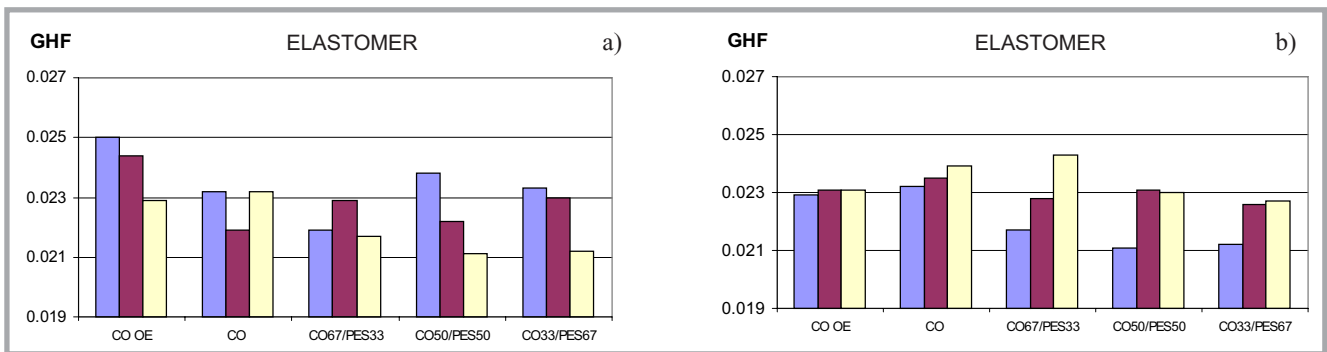 GHF ELASTOMER a)
0.027
0.025
0.023
0.021
0.019
CO OE CO CO67/PES33 CO50/PES50 CO33/PES67
GHF ELASTOMER b)
0.027
0.025
0.023
0.021
0.019
CO OE CO CO67/PES33 CO50/PES50 CO33/PES67